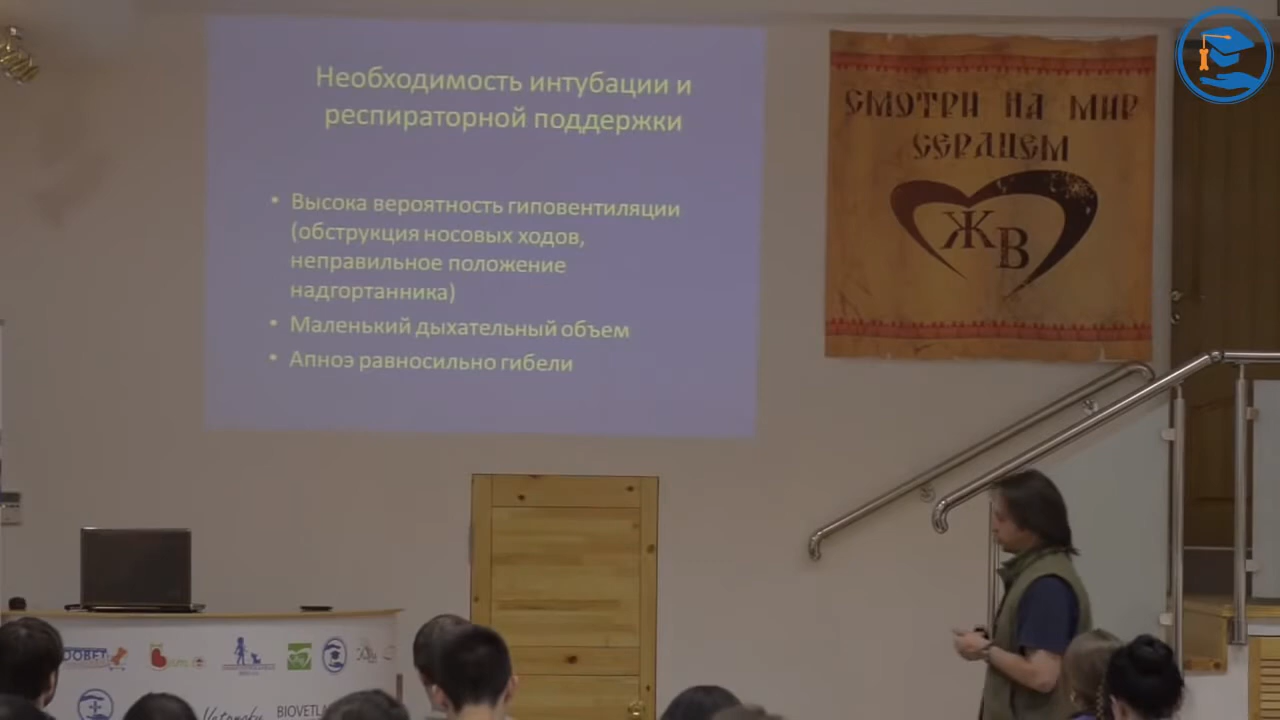 Необходимость интубации и
респираторной поддержки
• Высока вероятность гиповентиляции
(обструкция носовых ходов,
неправильное положение
надгортанника)
• Маленький дыхательный объем
• Апноэ равносильно гибели
СМОТРИ НА МИР
СЕРДЦЕМ
ЖВ